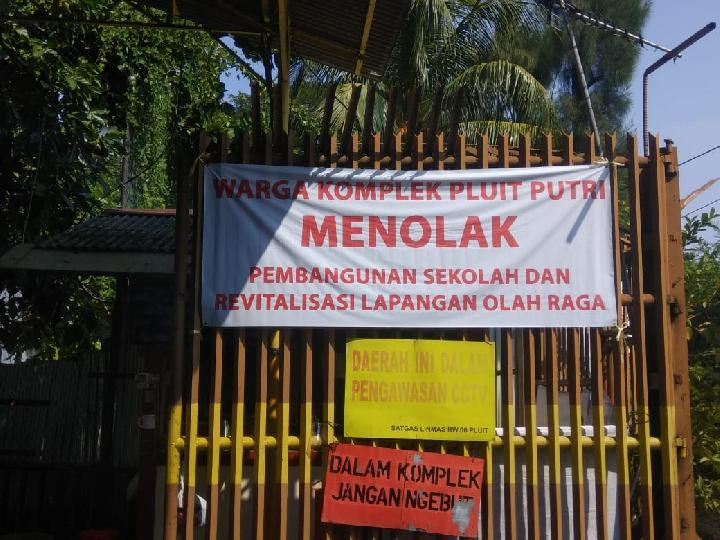 WARGA KOMPLEK PLUIT PUTRI
MENOLAK
PEMBANGUNAN SEKOLAH DAN
REVITALISASI LAPANGAN OLAH RAGA
DAERAH INI DALAM
PENGAWASAN CCTV
SATGAS LINMAS RW 06 PLUIT
DALAM KOMPLEK
JANGAN NGEBUT